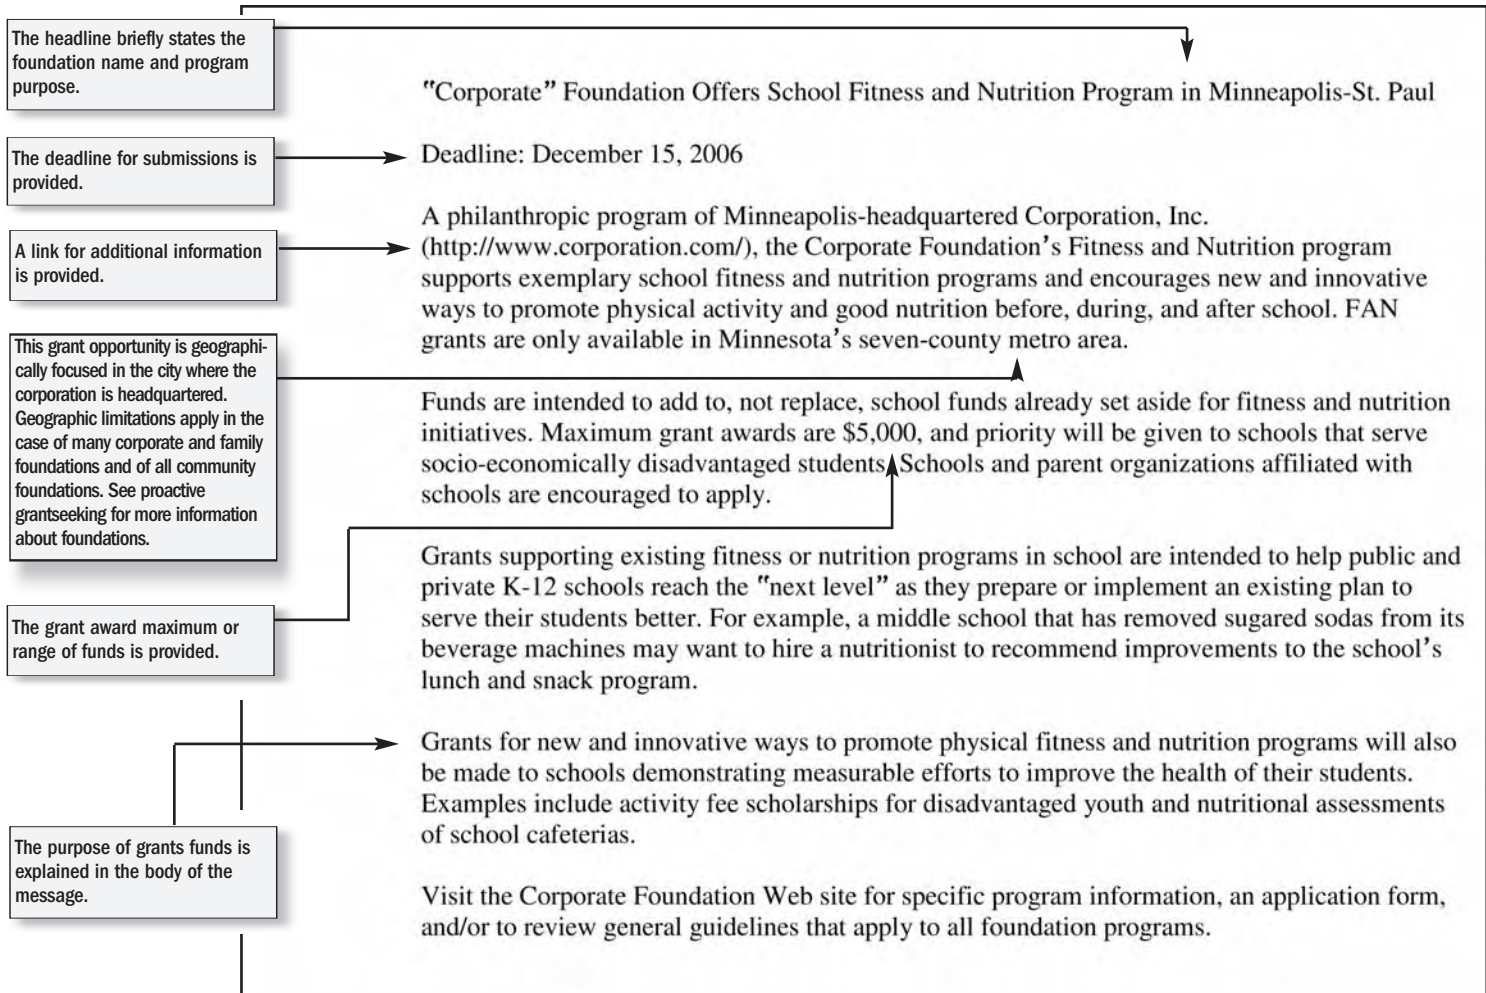 The headline briefly states the
foundation name and program
purpose.
"Corporate” Foundation Offers School Fitness and Nutrition Program in Minneapolis-St. Paul
The deadline for submissions is
provided.
Deadline: December 15, 2006
A link for additional information
is provided.
A philanthropic program of Minneapolis-headquartered Corporation, Inc.
(http://www.corporation.com/), the Corporate Foundation's Fitness and Nutrition program
supports exemplary school fitness and nutrition programs and encourages new and innovative
ways to promote physical activity and good nutrition before, during, and after school. FAN
grants are only available in Minnesota's seven-county metro area.
This grant opportunity is geographi-
cally focused in the city where the
corporation is headquartered.
Geographic limitations apply in the
case of many corporate and family
foundations and of all community
foundations. See proactive
grantseeking for more information
about foundations.
Funds are intended to add to, not replace, school funds already set aside for fitness and nutrition
initiatives. Maximum grant awards are $5,000, and priority will be given to schools that serve
socio-economically disadvantaged students. Schools and parent organizations affiliated with
schools are encouraged to apply.
The grant award maximum or
range of funds is provided.
Grants supporting existing fitness or nutrition programs in school are intended to help public and
private K-12 schools reach the "next level” as they prepare or implement an existing plan to
serve their students better. For example, a middle school that has removed sugared sodas from its
beverage machines may want to hire a nutritionist to recommend improvements to the school's
lunch and snack program.
The purpose of grants funds is
explained in the body of the
message.
Grants for new and innovative ways to promote physical fitness and nutrition programs will also
be made to schools demonstrating measurable efforts to improve the health of their students.
Examples include activity fee scholarships for disadvantaged youth and nutritional assessments
of school cafeterias.
Visit the Corporate Foundation Web site for specific program information, an application form,
and/or to review general guidelines that apply to all foundation programs.